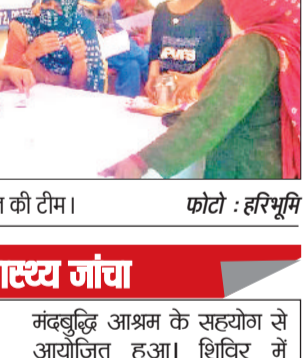 की टीम।
फोटो : हरिभूमि
जांचा
मंदबुद्धि आश्रम के सहयोग से
आयोजित हुआ। शिविर में